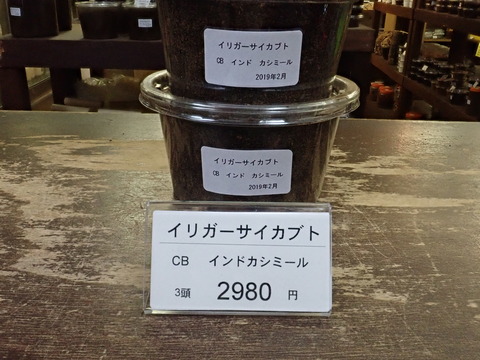 イリガーサイカブト
CB インド カシミール
2019年2月
イリガーサイカブト
CB インド カシミール
2019年2月
イリガーサイカブト
CB インドカシミール
3頭 2980 円